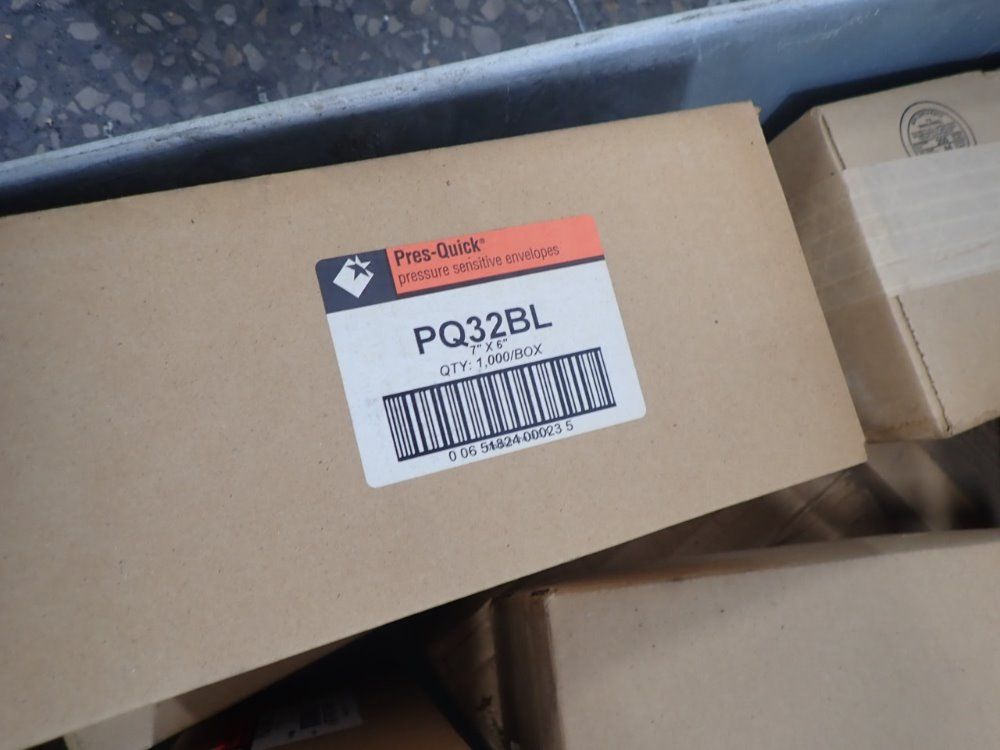 Pres-Quick®
pressure sensitive envelopes
PQ32BL
7" X 6"
QTY: 1,000/BOX
0 06 51824 00023 5